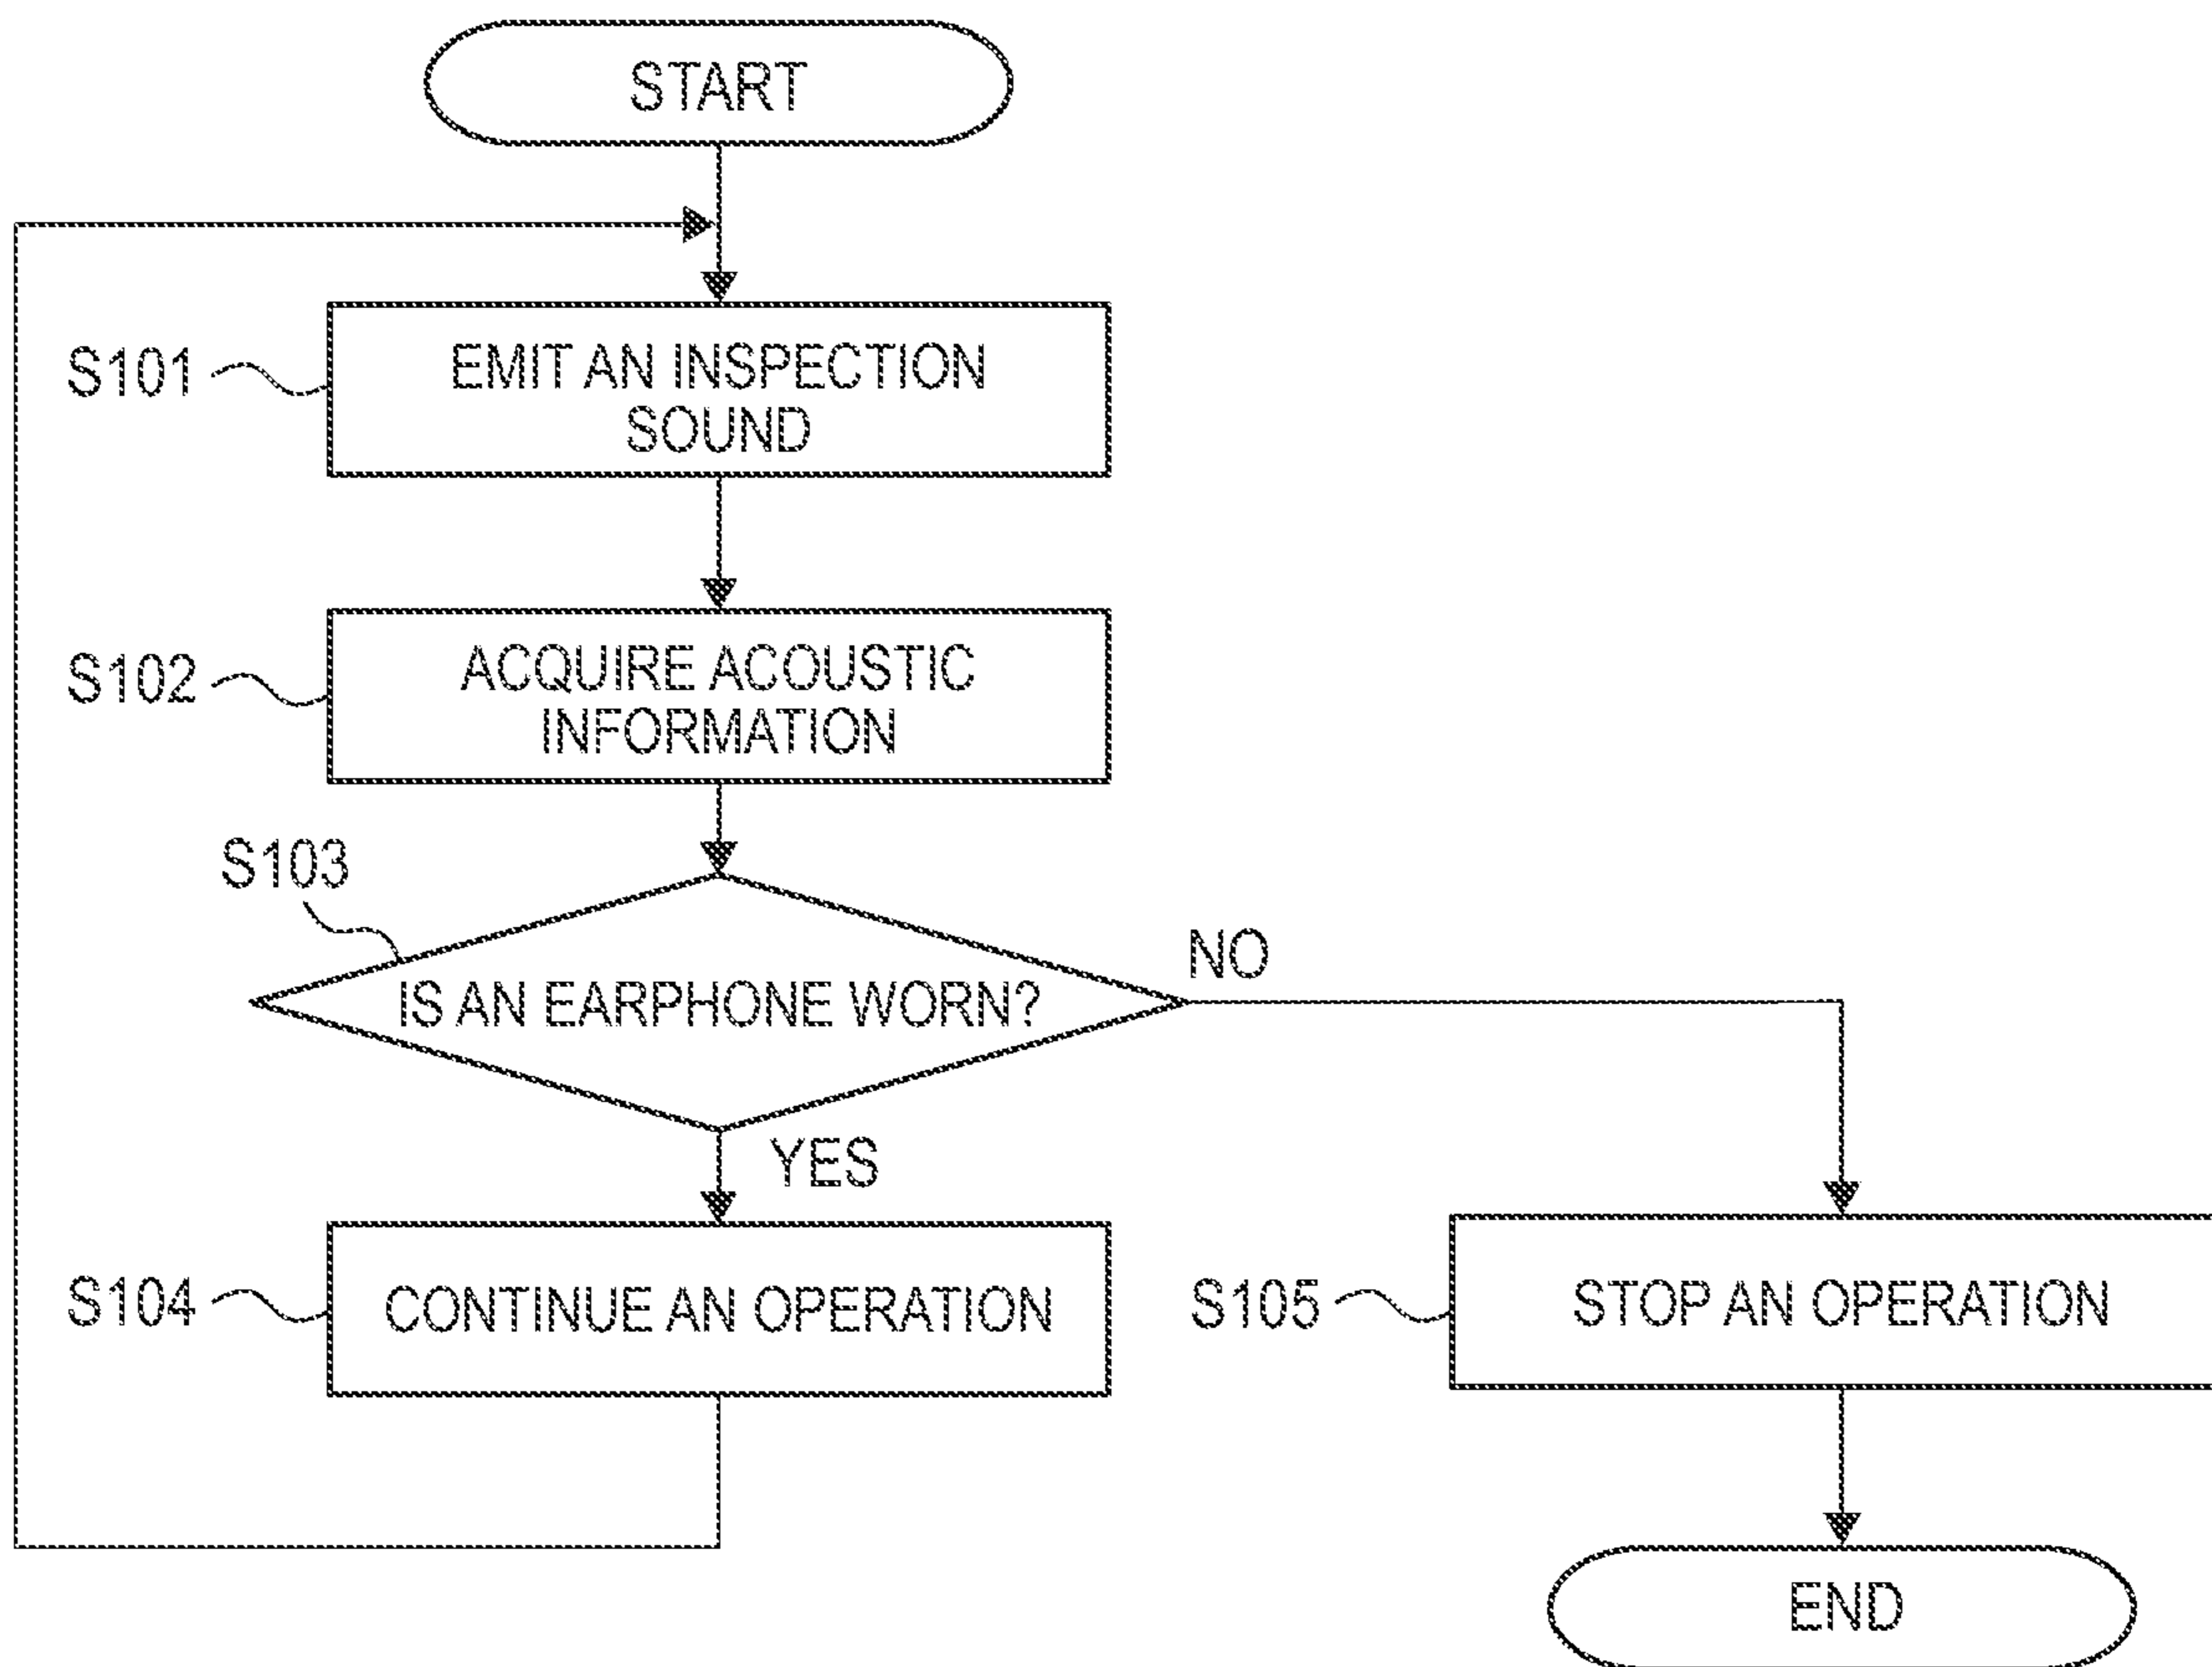 START
S101
EMIT AN INSPECTION
SOUND
S102
ACQUIRE ACOUSTIC
INFORMATION
S103
IS AN EARPHONE WORN?
NO
YES
S104
CONTINUE AN OPERATION
S105
STOP AN OPERATION
END